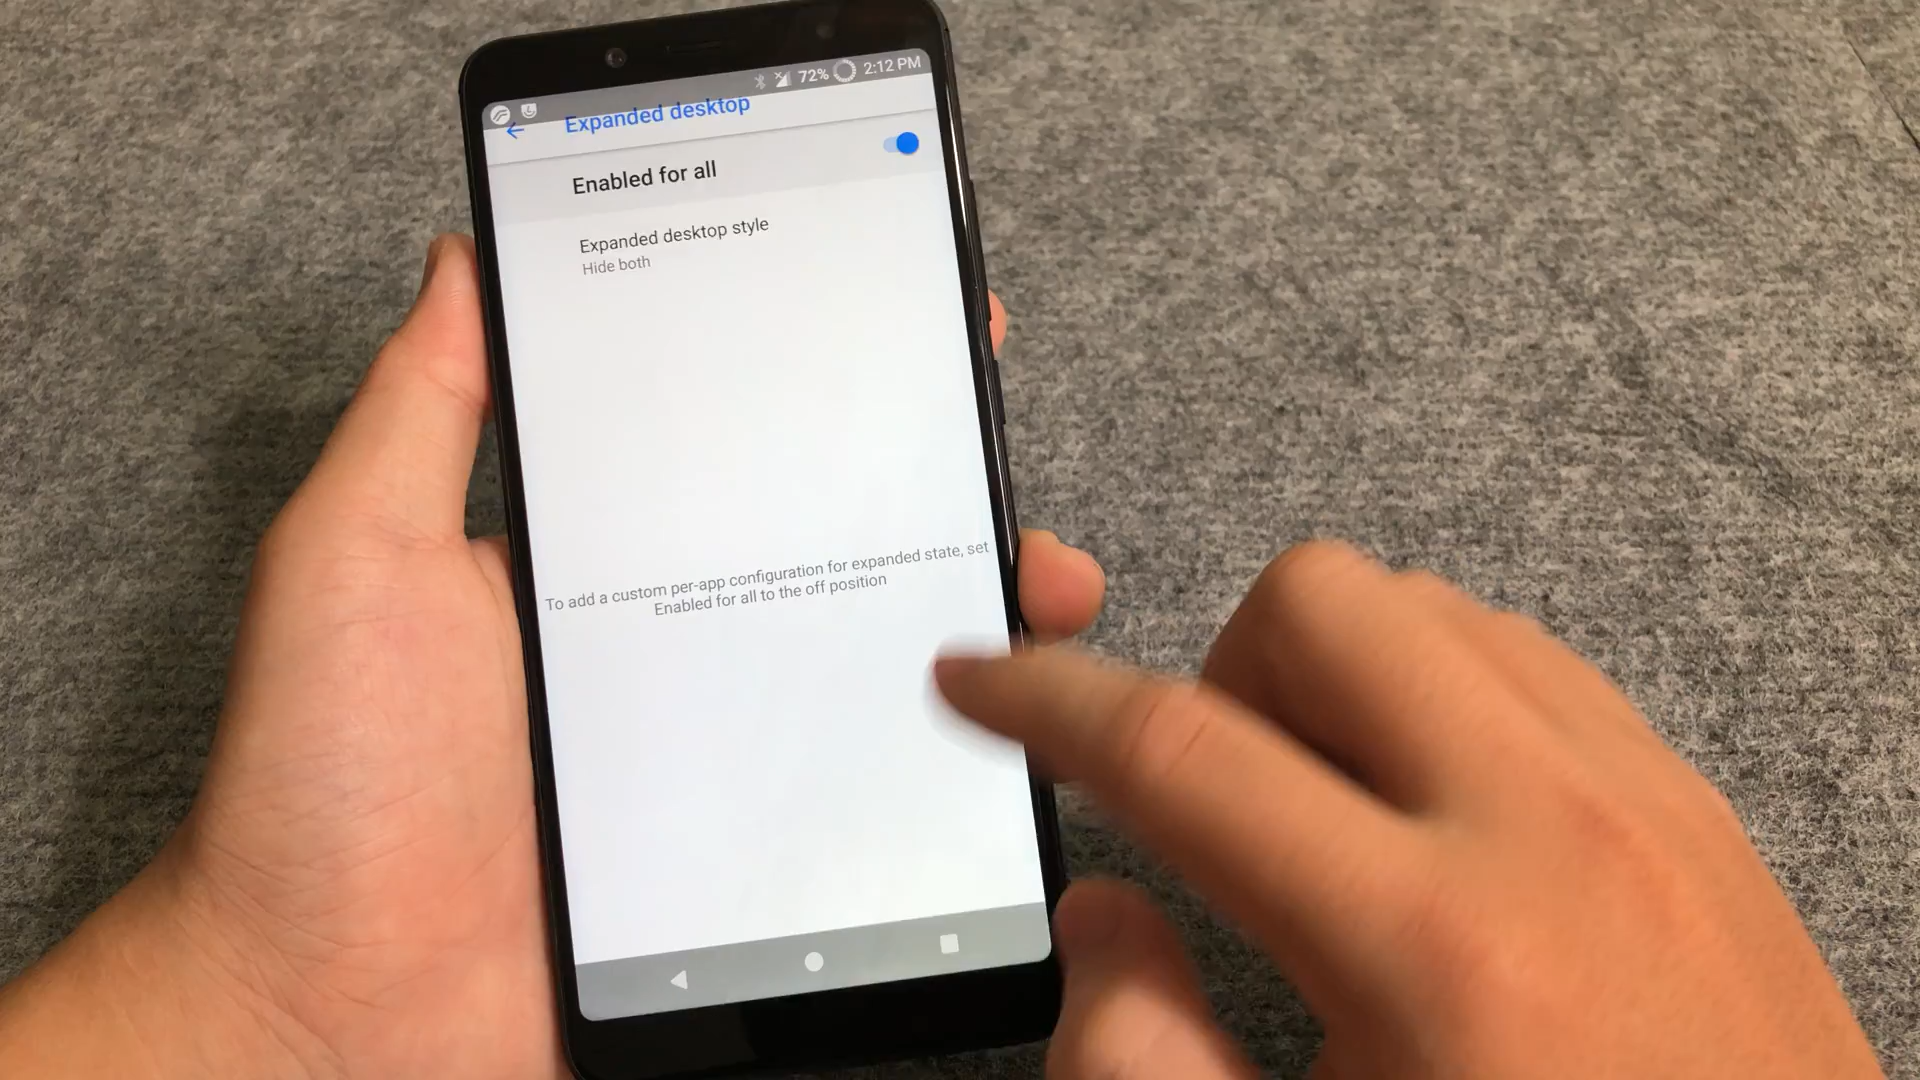 72% 2:12 PM
Expanded desktop
Enabled for all
Expanded desktop style
Hide both
To add a custom per-app configuration for expanded state, set
Enabled for all to the off position